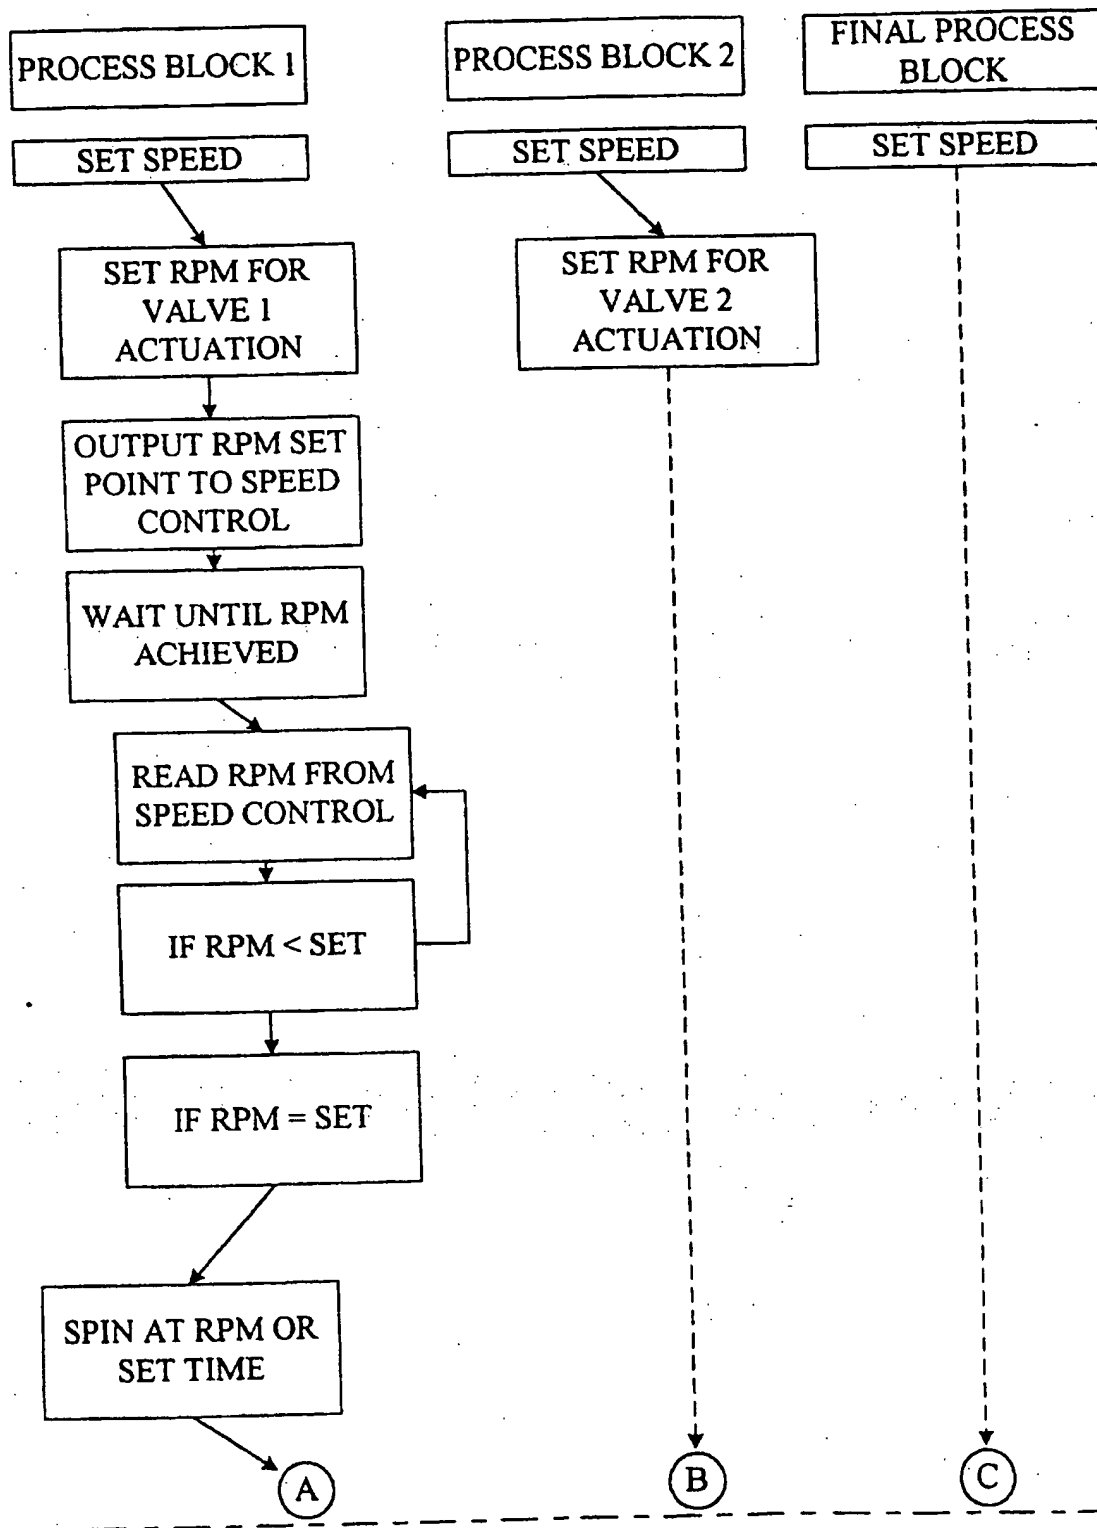 PROCESS BLOCK 1
SET SPEED
SET RPM FOR
VALVE 1
ACTUATION
OUTPUT RPM SET
POINT TO SPEED
CONTROL
WAIT UNTIL RPM
ACHIEVED
READ RPM FROM
SPEED CONTROL
IF RPM < SET
IF RPM = SET
SPIN AT RPM OR
SET TIME
A
PROCESS BLOCK 2
SET SPEED
SET RPM FOR
VALVE 2
ACTUATION
B
FINAL PROCESS
BLOCK
SET SPEED
C